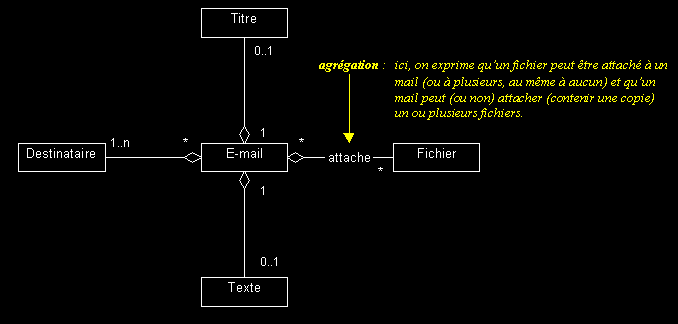 Titre
0..1
agrégation : ici, on exprime qu'un fichier peut être attaché à un
mail (ou à plusieurs, au même à aucun) et qu'un
mail peut (ou non) attacher (contenir une copie)
un ou plusieurs fichiers.
1
Destinataire
1..n
*
E-mail
*
attache
*
Fichier
1
0..1
Texte